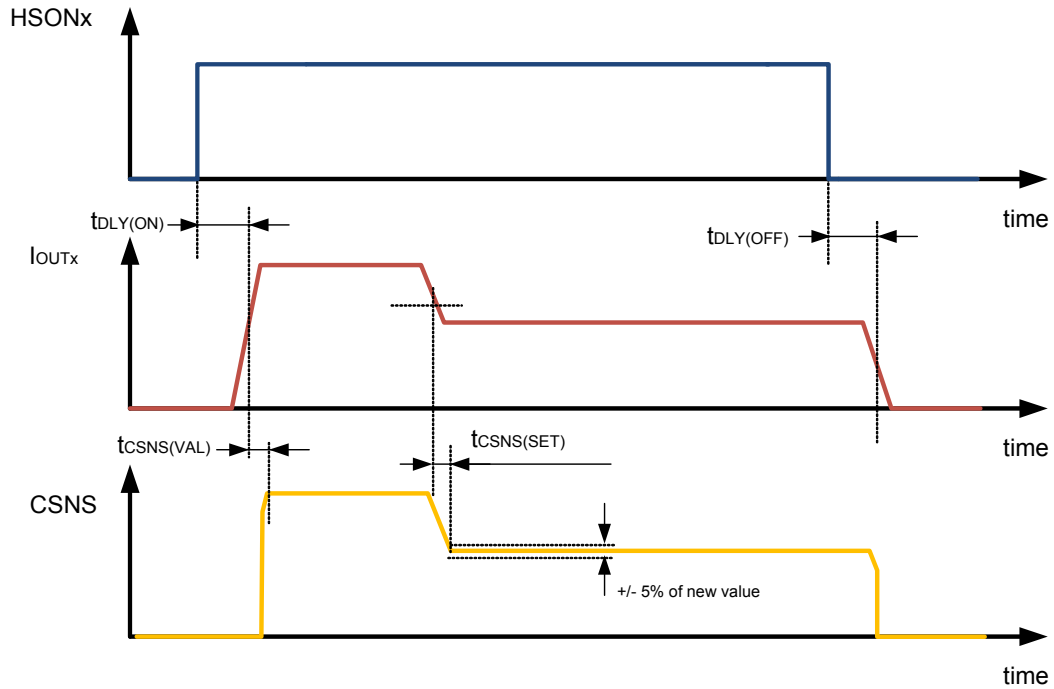 HSONx
time
tDLY(ON)
tDLY(OFF)
IOUTx
time
tCSNS(VAL)
tCSNS(SET)
CSNS
+/- 5% of new value
time